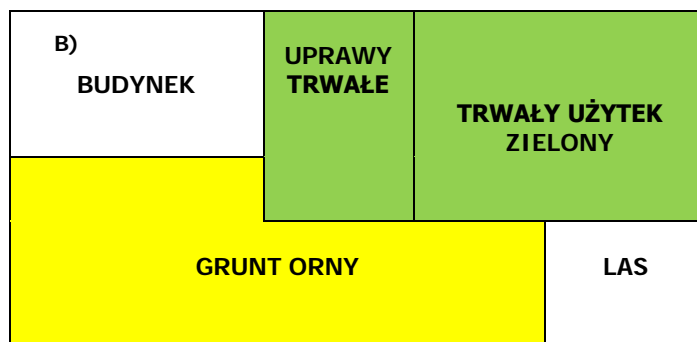 B)
BUDYNEK
UPRAWY
TRWAŁE
TRWAŁY UŻYTEK
ZIELONY
GRUNT ORNY
LAS